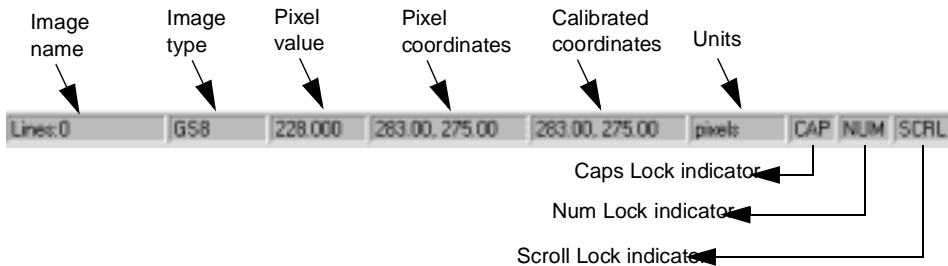 Image name
Image type
Pixel value
Pixel coordinates
Calibrated coordinates
Units
Lines:0 GS8 228.000 283.00, 275.00 283.00, 275.00 pixels CAP NUM SCRL
Caps Lock indicator
Num Lock indicator
Scroll Lock indicator